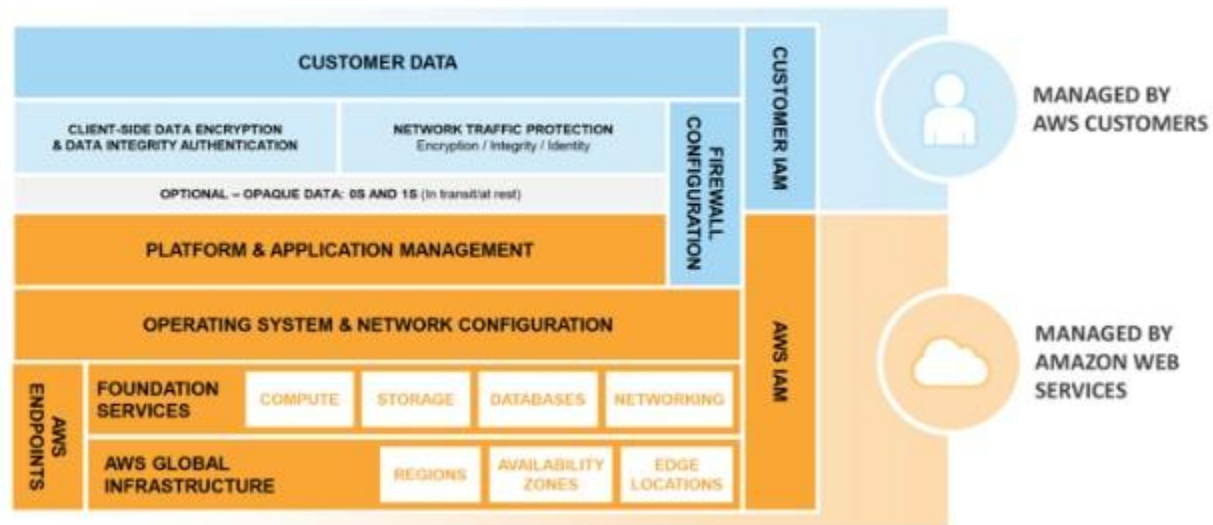 CUSTOMER DATA
CUSTOMER IAM
CLIENT-SIDE DATA ENCRYPTION
& DATA INTEGRITY AUTHENTICATION
NETWORK TRAFFIC PROTECTION
Encryption / Integrity / Identity
FIREWALL
CONFIGURATION
OPTIONAL – OPAQUE DATA: 0S AND 1S (In transit/at rest)
MANAGED BY
AWS CUSTOMERS
PLATFORM & APPLICATION MANAGEMENT
OPERATING SYSTEM & NETWORK CONFIGURATION
AWS IAM
AWS
ENDPOINTS
FOUNDATION
SERVICES
COMPUTE
STORAGE
DATABASES
NETWORKING
AWS GLOBAL
INFRASTRUCTURE
REGIONS
AVAILABILITY
ZONES
EDGE
LOCATIONS
MANAGED BY
AMAZON WEB
SERVICES